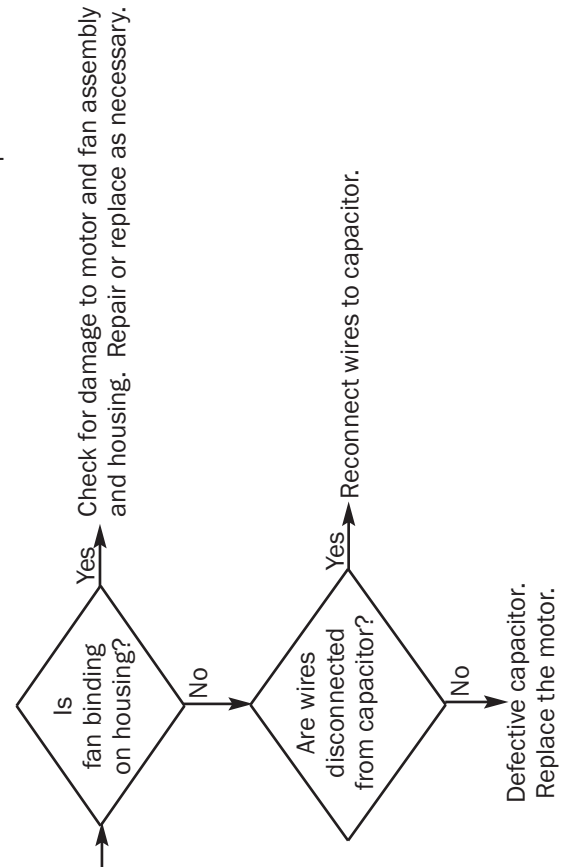 Is
fan binding
on housing?
Yes
Check for damage to motor and fan assembly
and housing.  Repair or replace as necessary.
No
Are wires
disconnected
from capacitor?
Yes
Reconnect wires to capacitor.
No
Defective capacitor.
Replace the motor.